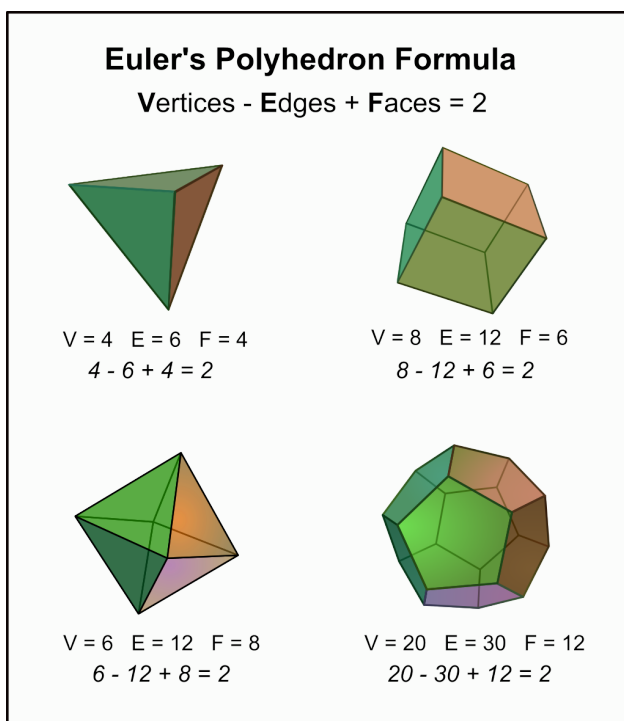 Euler's Polyhedron Formula
Vertices - Edges + Faces = 2
V = 4 E = 6 F = 4
4 - 6 + 4 = 2
V = 8 E = 12 F = 6
8 - 12 + 6 = 2
V = 6 E = 12 F = 8
6 - 12 + 8 = 2
V = 20 E = 30 F = 12
20 - 30 + 12 = 2